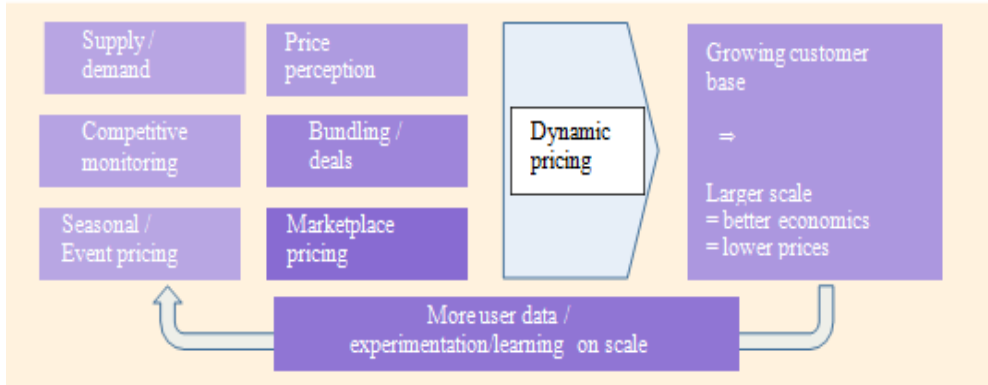 Supply /
demand
Price
perception
Competitive
monitoring
Bundling /
deals
Seasonal /
Event pricing
Marketplace
pricing
Dynamic
pricing
Growing customer
base
⇒
Larger scale
= better economics
= lower prices
More user data /
experimentation/learning on scale